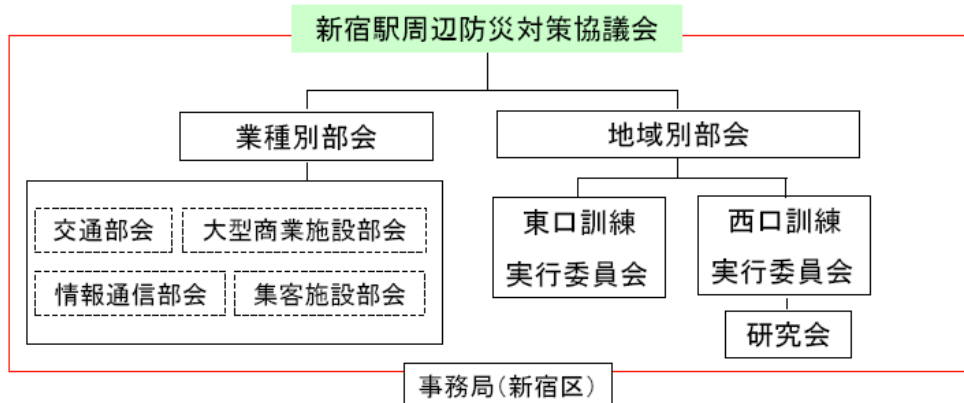 新宿駅周辺防災対策協議会
業種別部会
地域別部会
交通部会
大型商業施設部会
情報通信部会
集客施設部会
東口訓練
実行委員会
西口訓練
実行委員会
研究会
事務局(新宿区)